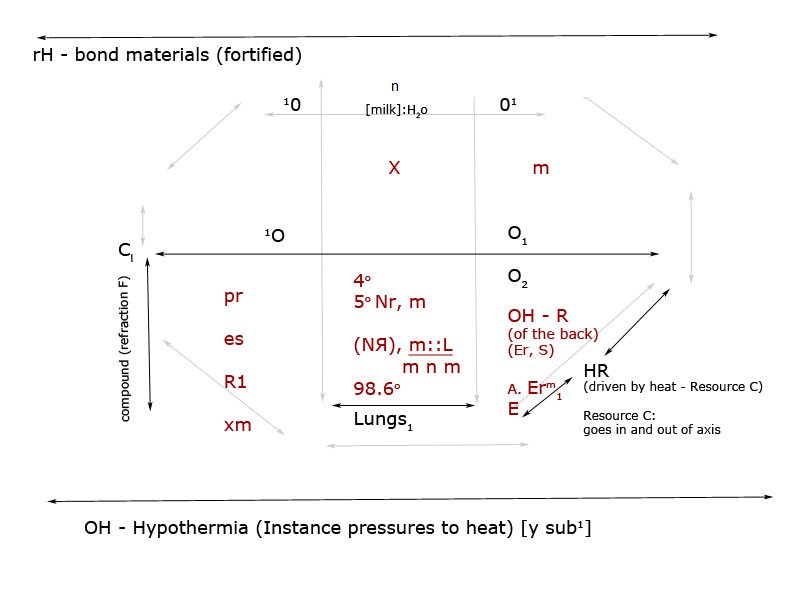 rH - bond materials (fortified)
n
¹0
[milk]:H₂o
0¹
X
m
¹O
O₁
Cₗ
O₂
4°
5° Nr, m
pr
OH - R
(of the back)
(Er, S)
es
(NЯ), m::L
m n m
HR
(driven by heat - Resource C)
R1
98.6°
A. Erᵐ₁
E
Resource C:
goes in and out of axis
xm
Lungs₁
compound (refraction F)
OH - Hypothermia (Instance pressures to heat) [y sub¹]